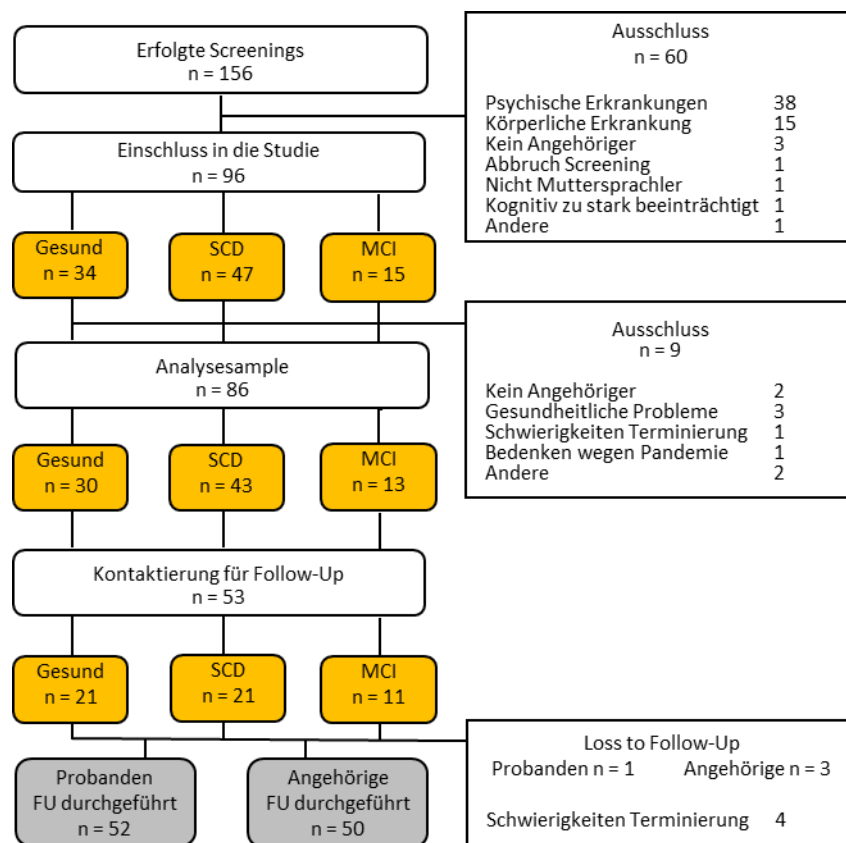 Erfolgte Screenings
n = 156
Ausschluss
n = 60
Psychische Erkrankungen 38
Körperliche Erkrankung 15
Kein Angehöriger 3
Abbruch Screening 1
Nicht Muttersprachler 1
Kognitiv zu stark beeinträchtigt 1
Andere 1
Einschluss in die Studie
n = 96
Gesund
n = 34
SCD
n = 47
MCI
n = 15
Ausschluss
n = 9
Kein Angehöriger 2
Gesundheitliche Probleme 3
Schwierigkeiten Terminierung 1
Bedenken wegen Pandemie 1
Andere 2
Analysesample
n = 86
Gesund
n = 30
SCD
n = 43
MCI
n = 13
Kontaktierung für Follow-Up
n = 53
Gesund
n = 21
SCD
n = 21
MCI
n = 11
Loss to Follow-Up
Probanden n = 1 Angehörige n = 3
Schwierigkeiten Terminierung 4
Probanden
FU durchgeführt
n = 52
Angehörige
FU durchgeführt
n = 50